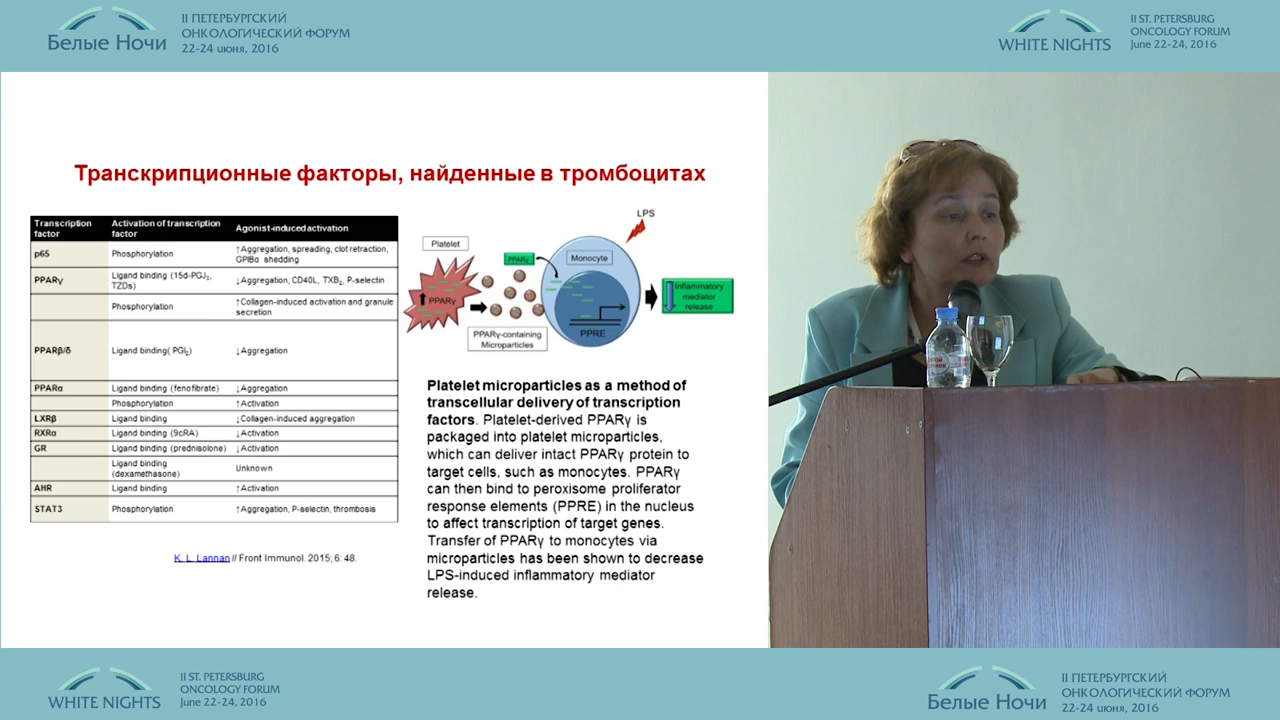 Белые Ночи
II ПЕТЕРБУРГСКИЙ
ОНКОЛОГИЧЕСКИЙ ФОРУМ
22-24 июня, 2016
WHITE NIGHTS
II ST. PETERSBURG
ONCOLOGY FORUM
June 22-24, 2016
Транскрипционные факторы, найденные в тромбоцитах
Transcription factor | Activation of transcription factor | Agonist-induced activation
p65 | Phosphorylation | ↑Aggregation, spreading, clot retraction, GPIBα shedding
PPARγ | Ligand binding (15d-PGJ₂, TZDs) | ↓Aggregation, CD40L, TXB₂, P-selectin
Phosphorylation | ↑Collagen-induced activation and granule secretion
PPARβ/δ | Ligand binding( PGI₂) | ↓Aggregation
PPARα | Ligand binding (fenofibrate) | ↓Aggregation
Phosphorylation | ↑Activation
LXRβ | Ligand binding | ↓Collagen-induced aggregation
RXRα | Ligand binding (9cRA) | ↓Activation
GR | Ligand binding (prednisolone) | ↓Activation
Ligand binding (dexamethasone) | Unknown
AHR | Ligand binding | ↑Activation
STAT3 | Phosphorylation | ↑Aggregation, P-selectin, thrombosis
K. L. Lannan // Front Immunol. 2015; 6: 48.
LPS
Platelet
PPARγ
Monocyte
↑ PPARγ
Inflammatory
mediator
release
PPARγ-containing
Microparticles
PPRE
Platelet microparticles as a method of
transcellular delivery of transcription
factors. Platelet-derived PPARγ is
packaged into platelet microparticles,
which can deliver intact PPARγ protein to
target cells, such as monocytes. PPARγ
can then bind to peroxisome proliferator
response elements (PPRE) in the nucleus
to affect transcription of target genes.
Transfer of PPARγ to monocytes via
microparticles has been shown to decrease
LPS-induced inflammatory mediator
release.
WHITE NIGHTS
II ST. PETERSBURG
ONCOLOGY FORUM
June 22-24, 2016
Белые Ночи
II ПЕТЕРБУРГСКИЙ
ОНКОЛОГИЧЕСКИЙ ФОРУМ
22-24 июня, 2016